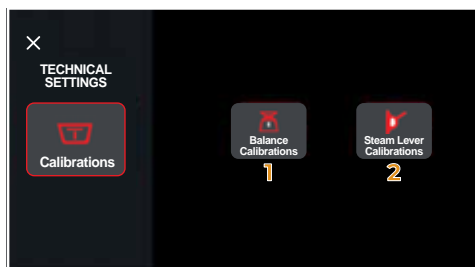 TECHNICAL
SETTINGS
Calibrations
Balance
Calibrations
1
Steam Lever
Calibrations
2